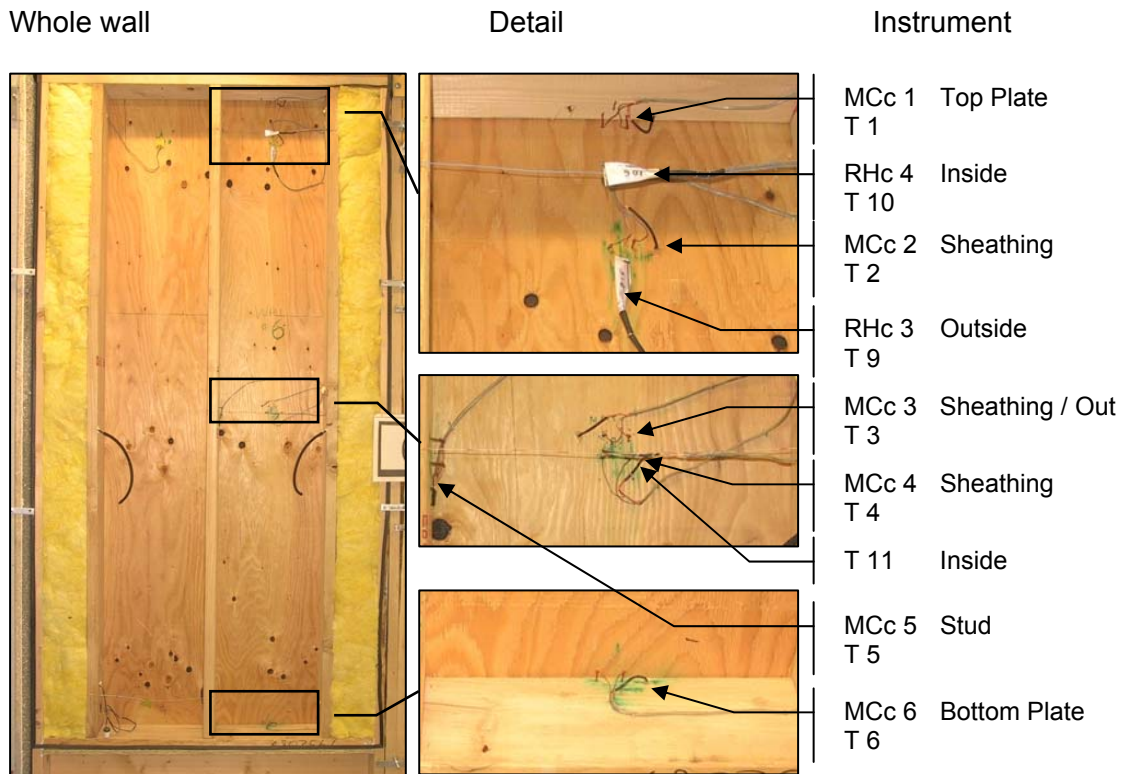 Whole wall
Detail
Instrument
MCc 1 Top Plate
T 1
RHc 4 Inside
T 10
MCc 2 Sheathing
T 2
RHc 3 Outside
T 9
MCc 3 Sheathing / Out
T 3
MCc 4 Sheathing
T 4
T 11 Inside
MCc 5 Stud
T 5
MCc 6 Bottom Plate
T 6